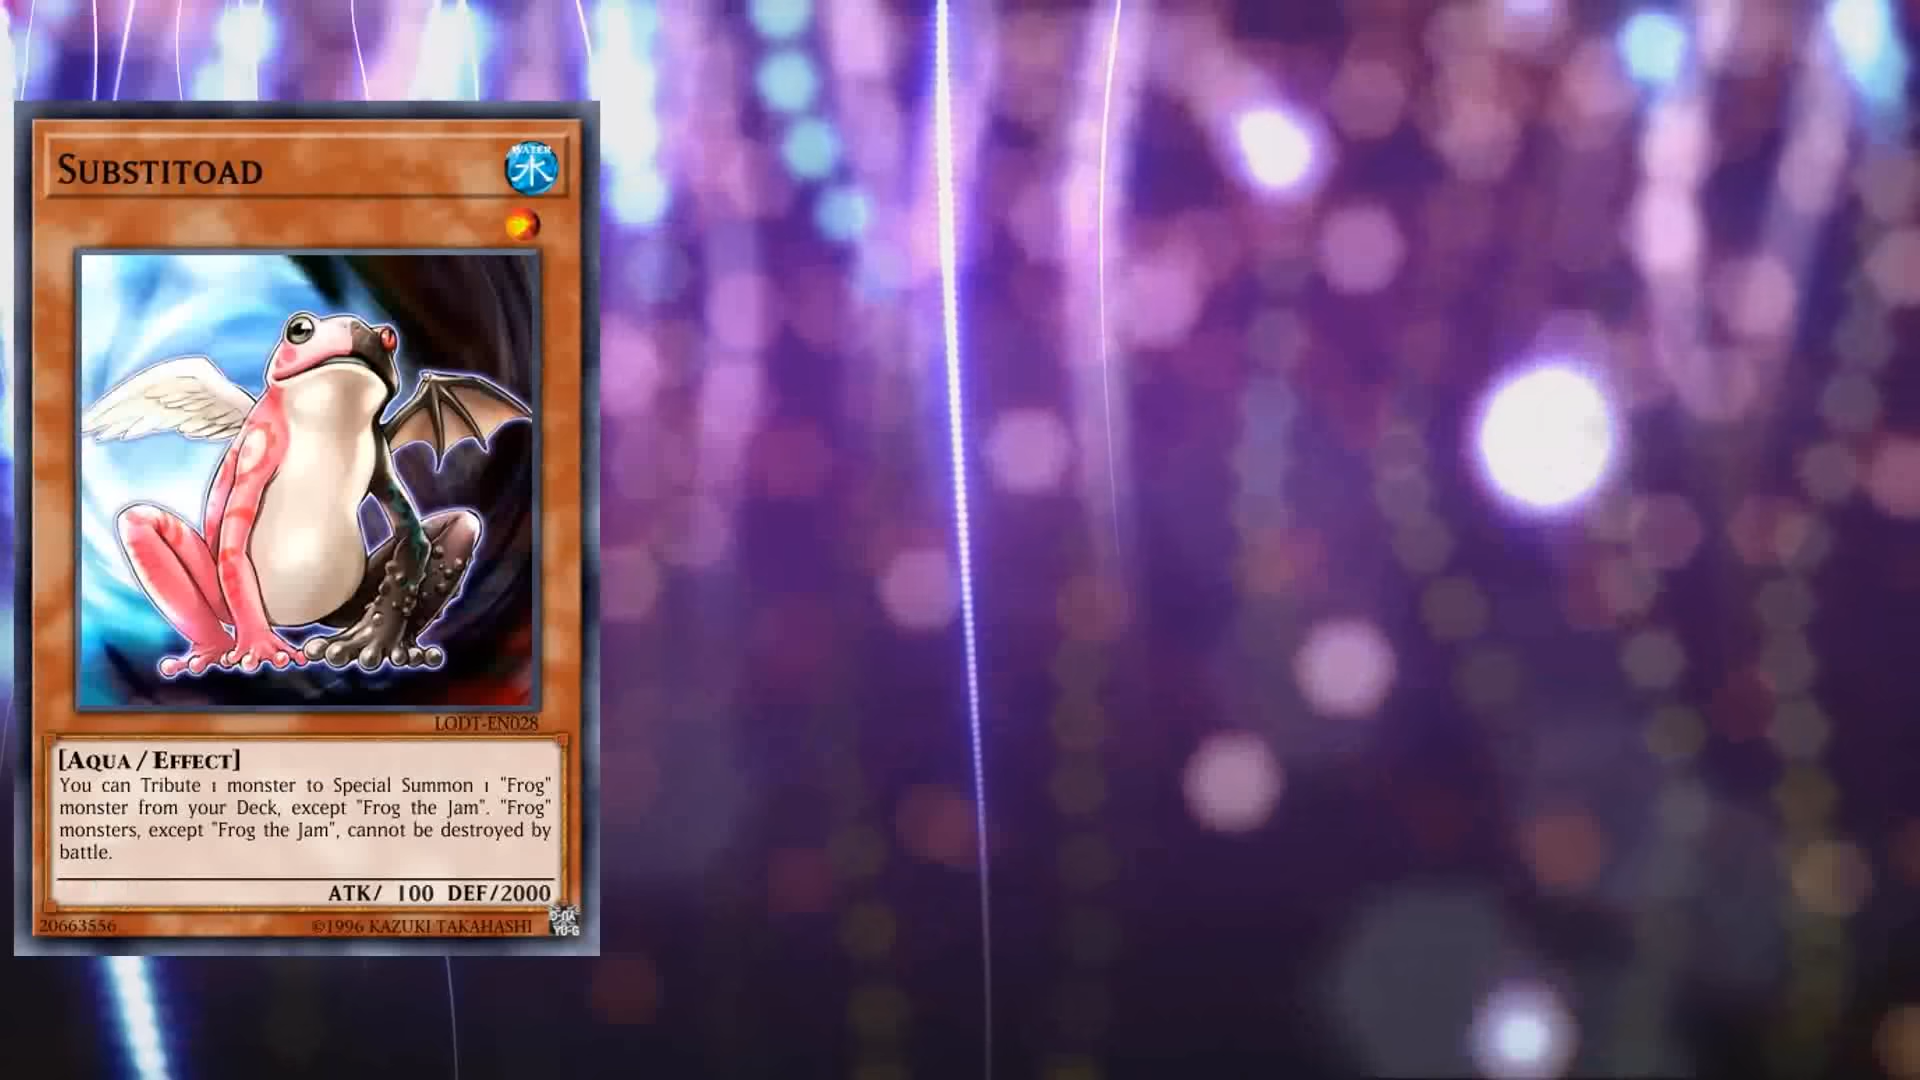 SUBSTITOAD
WATER
水
LODT-EN028
[AQUA / EFFECT]
You can Tribute 1 monster to Special Summon 1 "Frog"
monster from your Deck, except "Frog the Jam". "Frog"
monsters, except "Frog the Jam", cannot be destroyed by
battle.
ATK/ 100 DEF/2000
20663556
©1996 KAZUKI TAKAHASHI